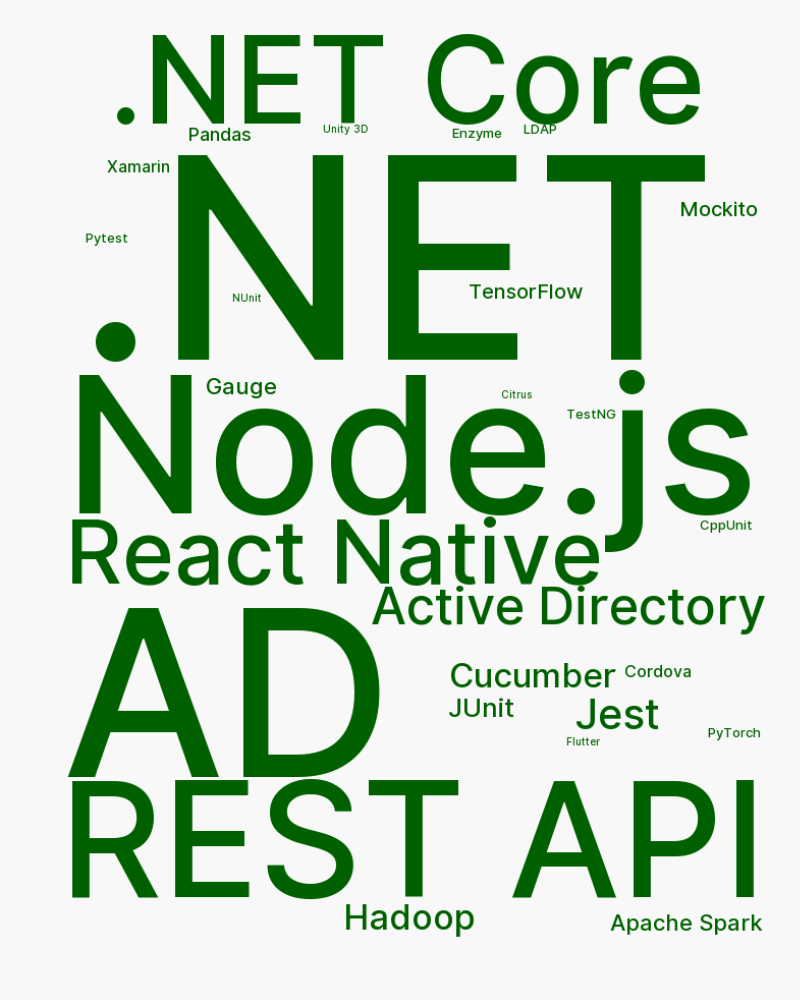 .NET Core
Pandas
Unity 3D
Enzyme
LDAP
Xamarin
.NET
Mockito
Pytest
TensorFlow
NUnit
Node.js
Gauge
Citrus
TestNG
CppUnit
React Native
Active Directory
AD
Cucumber
Cordova
JUnit
Jest
PyTorch
Flutter
REST API
Hadoop
Apache Spark